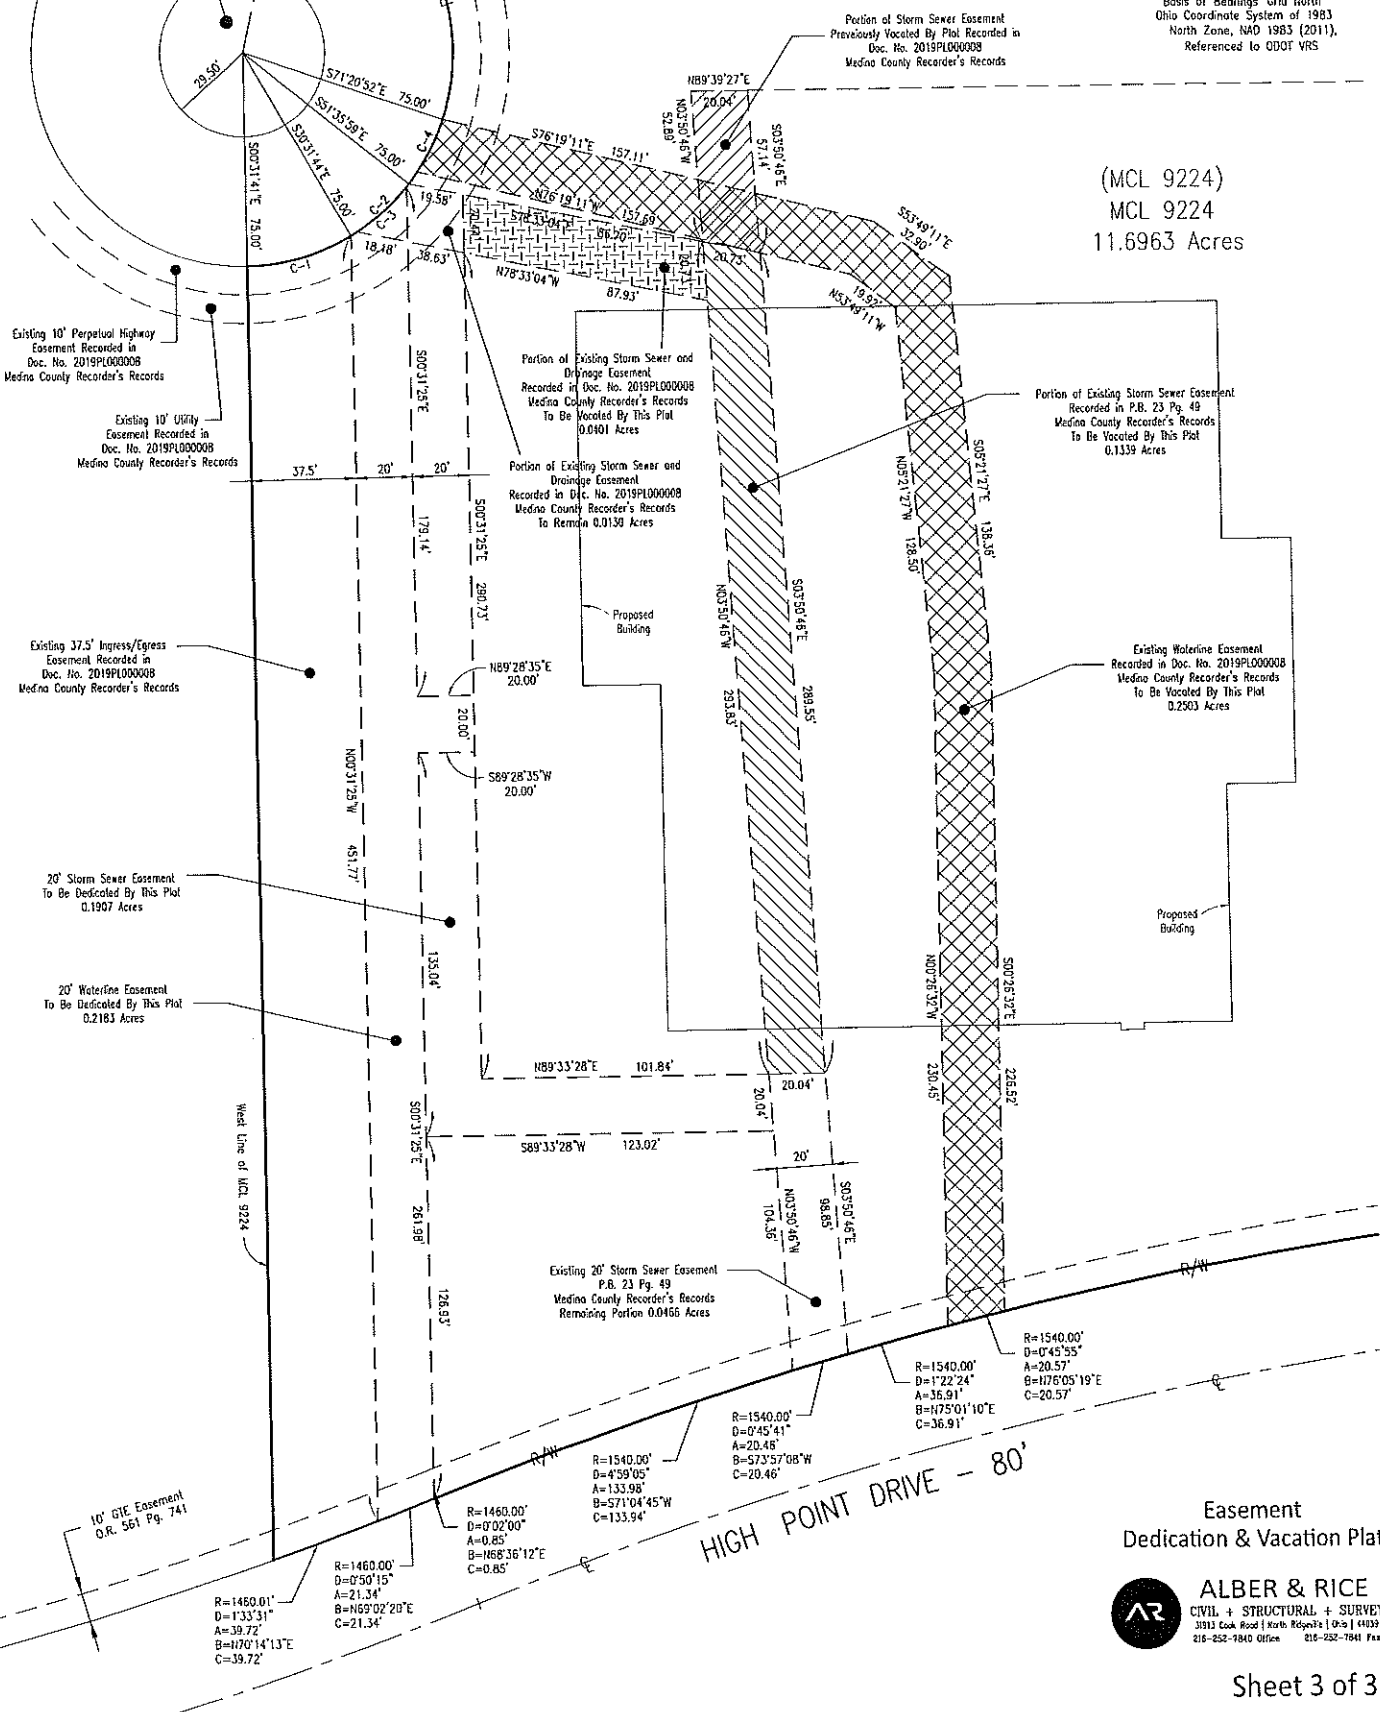 Basis of Bearings Grid North
Ohio Coordinate System of 1983
North Zone, NAD 1983 (2011),
Referenced to ODOT VRS
Portion of Storm Sewer Easement
Previously Vacated By Plat Recorded in
Doc. No. 2019PL000008
Medina County Recorder's Records
29.50'
S71°20'52"E 75.00'
S51°35'59"E 75.00'
S30°31'44"E 75.00'
S00°31'41"E 75.00'
C-4
C-2
C-3
C-1
N89°39'27"E
20.04'
N03°50'46"W
52.89'
S03°50'46"E
57.14'
S76°19'11"E 157.11'
N76°19'11"W 157.69'
19.58'
S78°33'04"E
86.20'
18.18'
38.63'
N78°33'04"W
87.93'
20.73'
S53°49'11"E
32.90'
19.92'
N53°49'11"W
(MCL 9224)
MCL 9224
11.6963 Acres
Existing 10' Perpetual Highway
Easement Recorded in
Doc. No. 2019PL000008
Medina County Recorder's Records
Existing 10' Utility
Easement Recorded in
Doc. No. 2019PL000008
Medina County Recorder's Records
Portion of Existing Storm Sewer and
Drainage Easement
Recorded in Doc. No. 2019PL000008
Medina County Recorder's Records
To Be Vacated By This Plat
0.0401 Acres
Portion of Existing Storm Sewer and
Drainage Easement
Recorded in Doc. No. 2019PL000008
Medina County Recorder's Records
To Remain 0.0130 Acres
Portion of Existing Storm Sewer Easement
Recorded in P.B. 23 Pg. 49
Medina County Recorder's Records
To Be Vacated By This Plat
0.1339 Acres
37.5'
20'
20'
S00°31'25"E
179.14'
S00°31'25"E
290.73'
N05°21'27"W 128.50'
S05°21'27"E
138.36'
Proposed
Building
N03°50'46"W
293.83'
S03°50'46"E
289.55'
Existing 37.5' Ingress/Egress
Easement Recorded in
Doc. No. 2019PL000008
Medina County Recorder's Records
N89°28'35"E
20.00'
20.00'
S89°28'35"W
20.00'
Existing Waterline Easement
Recorded in Doc. No. 2019PL000008
Medina County Recorder's Records
To Be Vacated By This Plat
0.2503 Acres
N00°31'25"W 451.77'
20' Storm Sewer Easement
To Be Dedicated By This Plat
0.1907 Acres
20' Waterline Easement
To Be Dedicated By This Plat
0.2183 Acres
135.04'
Proposed
Building
N00°26'32"W
230.45'
S00°26'32"E
226.52'
N89°33'28"E 101.84'
20.04'
20.04'
S00°31'25"E
261.98'
S89°33'28"W 123.02'
20'
N03°50'46"W
104.36'
S03°50'46"E
98.85'
West Line of MCL 9224
126.93'
Existing 20' Storm Sewer Easement
P.B. 23 Pg. 49
Medina County Recorder's Records
Remaining Portion 0.0466 Acres
R/W
R/W
10' GTE Easement
O.R. 561 Pg. 741
R=1460.01'
D=1°33'31"
A=39.72'
B=N70°14'13"E
C=39.72'
R=1460.00'
D=0°50'15"
A=21.34'
B=N69°02'20"E
C=21.34'
R=1460.00'
D=0°02'00"
A=0.85'
B=N68°36'12"E
C=0.85'
R=1540.00'
D=4°59'05"
A=133.98'
B=S71°04'45"W
C=133.94'
R=1540.00'
D=0°45'41"
A=20.46'
B=S73°57'08"W
C=20.46'
R=1540.00'
D=1°22'24"
A=36.91'
B=N75°01'10"E
C=36.91'
R=1540.00'
D=0°45'55"
A=20.57'
B=N76°05'19"E
C=20.57'
HIGH POINT DRIVE - 80'
Easement
Dedication & Vacation Plat
AR
ALBER & RICE
CIVIL + STRUCTURAL + SURVEY
31913 Cook Road | North Ridgeville | Ohio | 44039
216-252-7840 Office 216-252-7841 Fax
Sheet 3 of 3